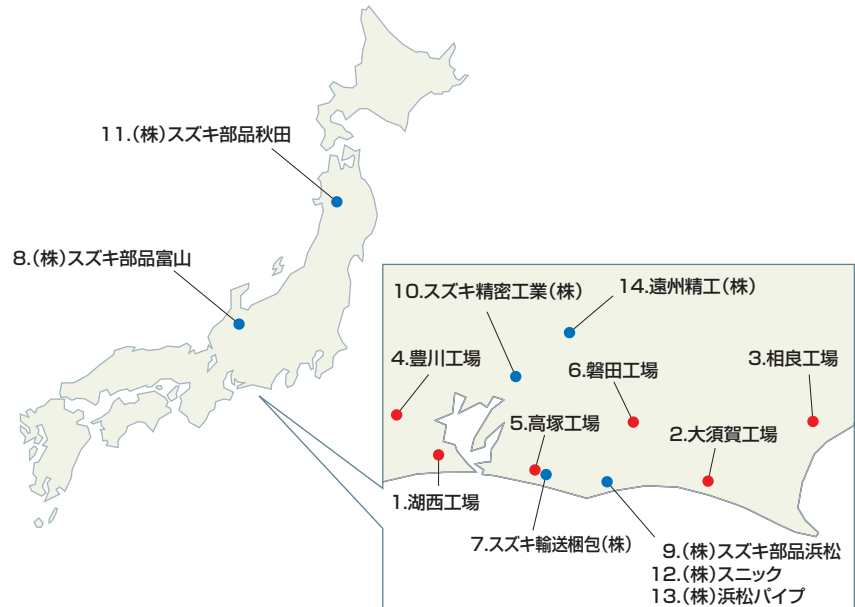 11.(株)スズキ部品秋田
8.(株)スズキ部品富山
10.スズキ精密工業(株)
14.遠州精工(株)
4.豊川工場
6.磐田工場
3.相良工場
5.高塚工場
2.大須賀工場
1.湖西工場
7.スズキ輸送梱包(株)
9.(株)スズキ部品浜松
12.(株)スニック
13.(株)浜松パイプ